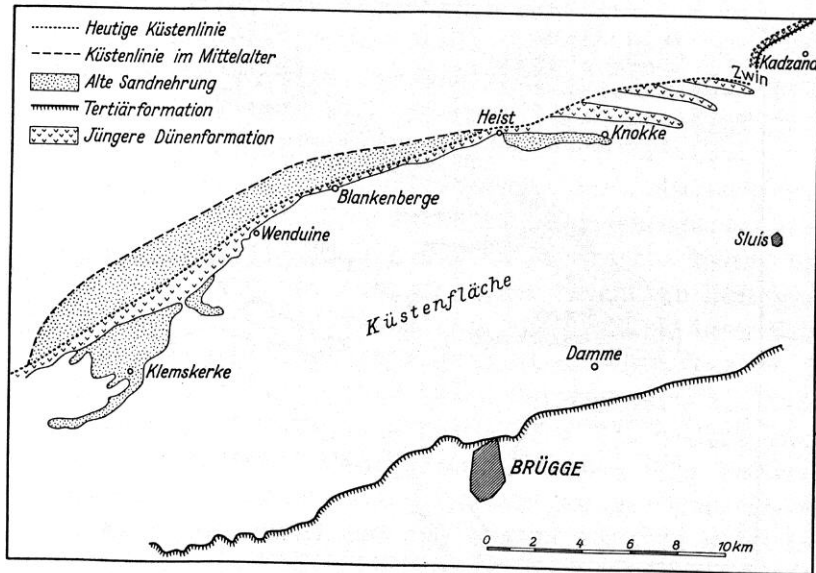 Heutige Küstenlinie
Küstenlinie im Mittelalter
Alte Sandnehrung
Tertiärformation
Jüngere Dünenformation
Kadzand
Zwin
Heist
Knokke
Blankenberge
Wenduine
Sluis
Küstenfläche
Damme
Klemskerke
BRÜGGE
0 2 4 6 8 10 km